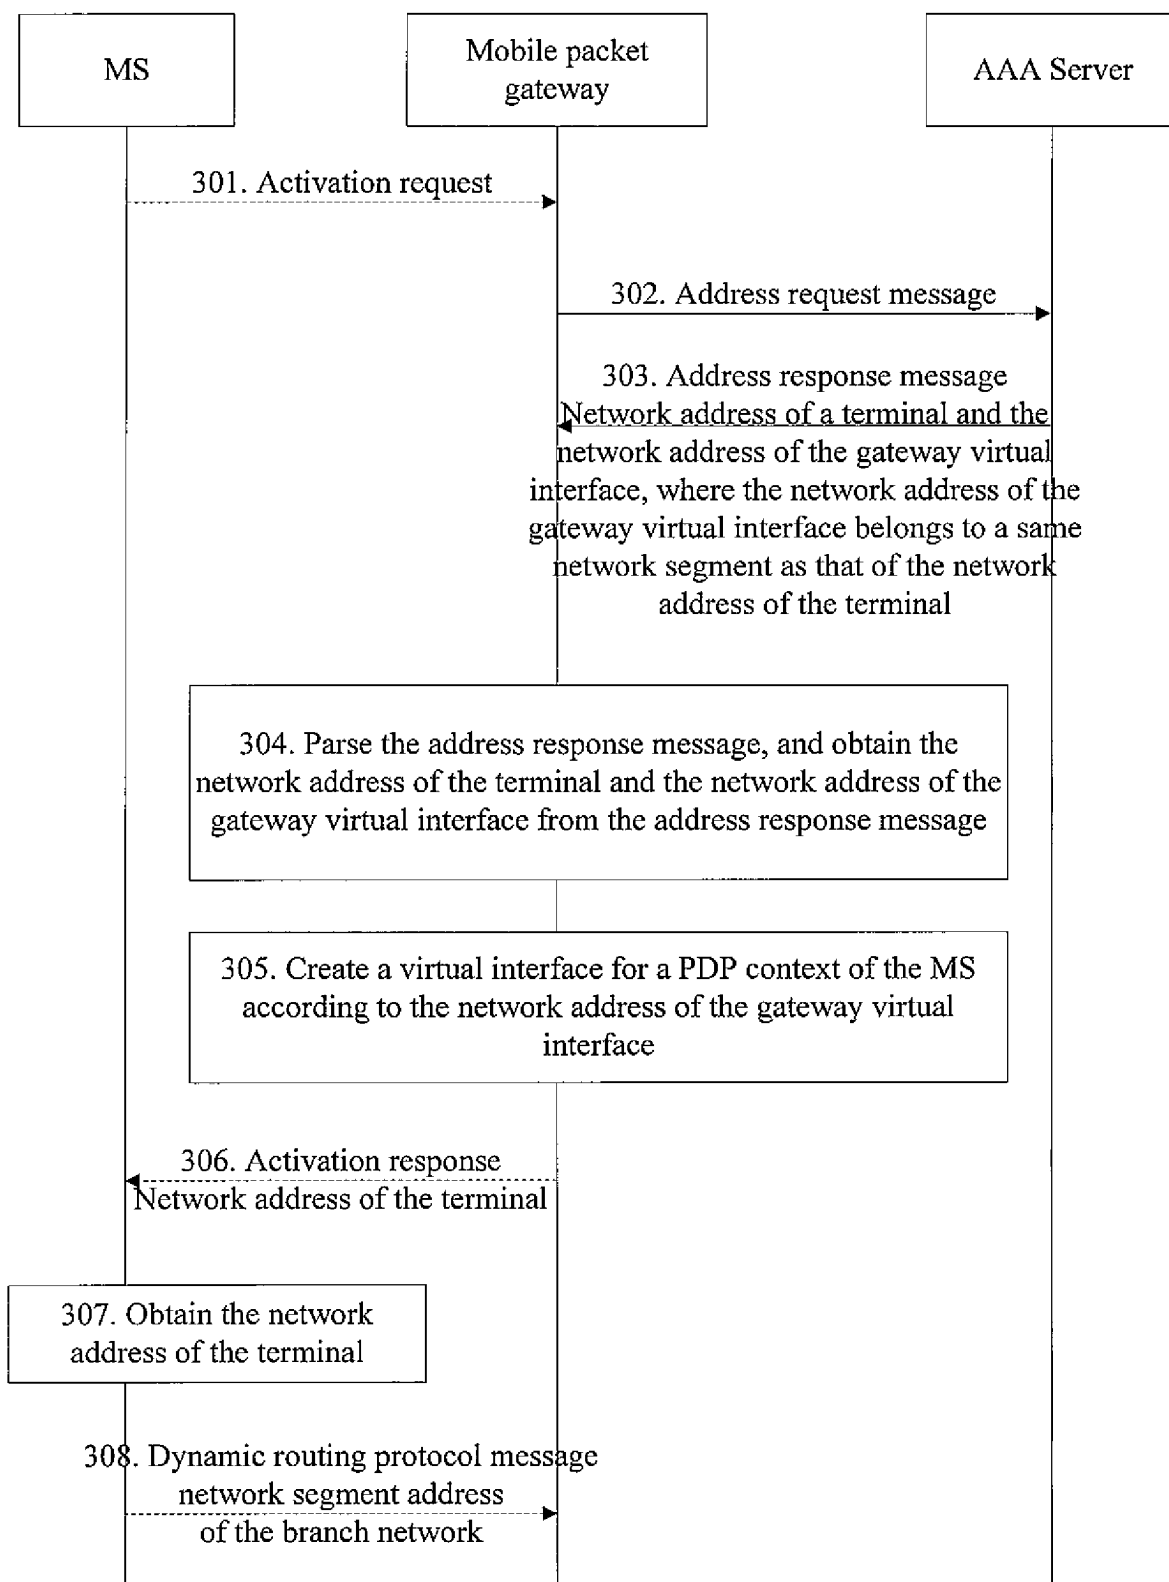 MS
Mobile packet
gateway
AAA Server
301. Activation request
302. Address request message
303. Address response message
Network address of a terminal and the
network address of the gateway virtual
interface, where the network address of the
gateway virtual interface belongs to a same
network segment as that of the network
address of the terminal
304. Parse the address response message, and obtain the
network address of the terminal and the network address of the
gateway virtual interface from the address response message
305. Create a virtual interface for a PDP context of the MS
according to the network address of the gateway virtual
interface
306. Activation response
Network address of the terminal
307. Obtain the network
address of the terminal
308. Dynamic routing protocol message
network segment address
of the branch network